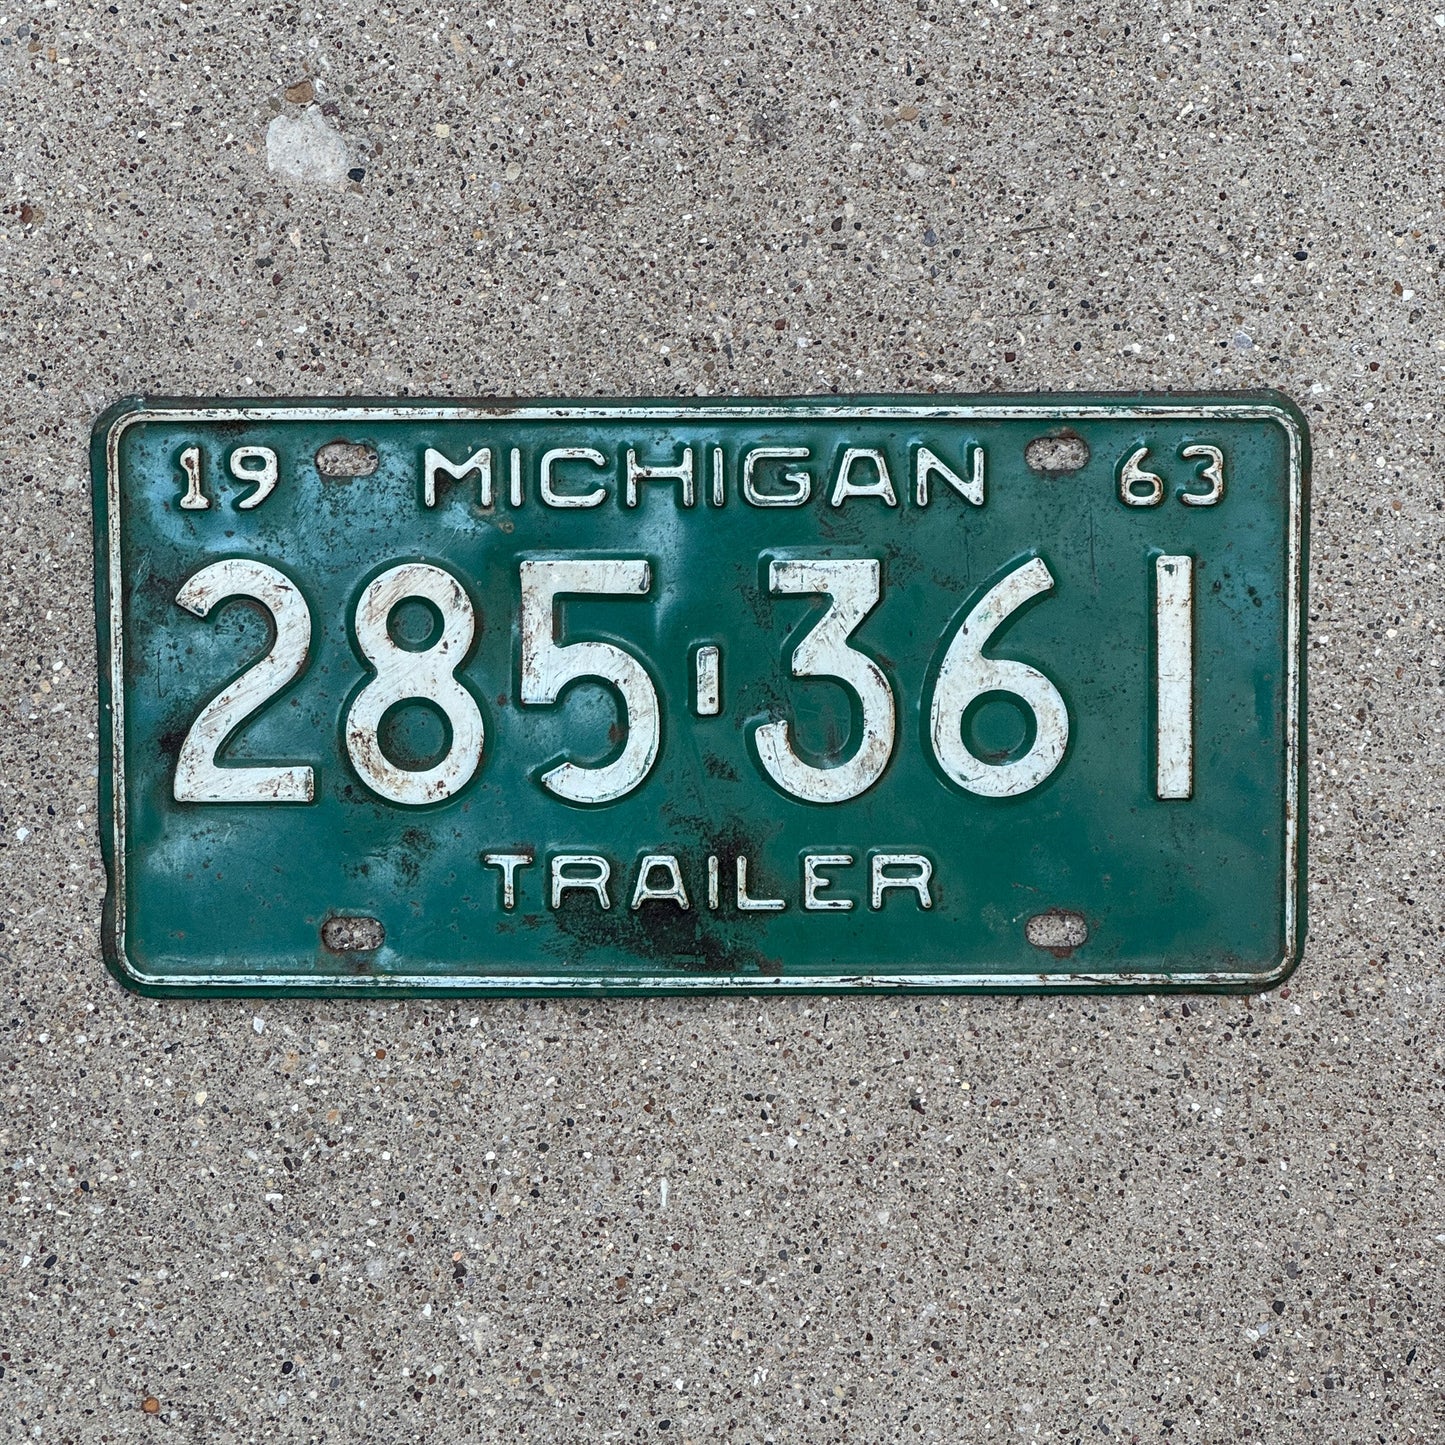 19 MICHIGAN 63
285-361
TRAILER